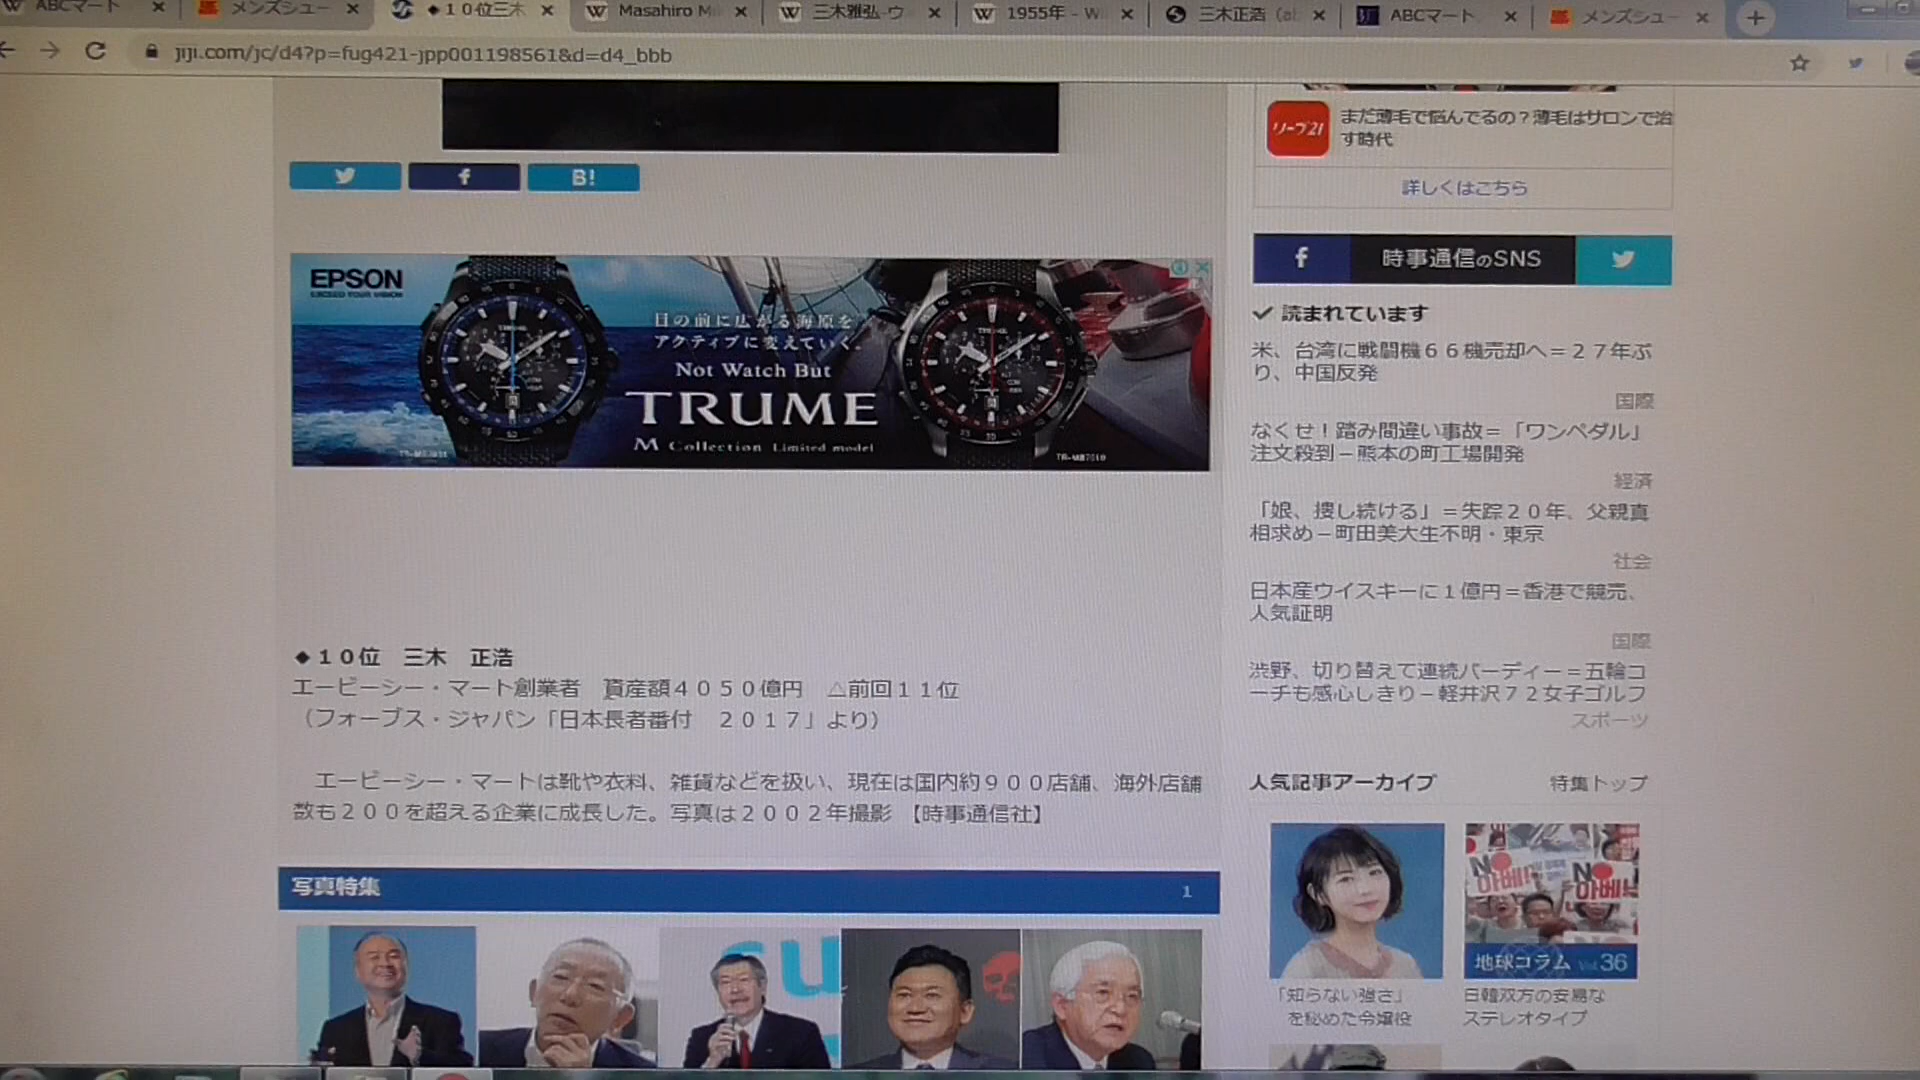 ABCマート
メンズシュー
◆１０位三木
Masahiro Mi
三木雅弘-ウ
1955年 - Wi
三木正浩（al
ABCマート
メンズシュー
jiji.com/jc/d4?p=fug421-jpp001198561&d=d4_bbb
リーブ21
まだ薄毛で悩んでるの？薄毛はサロンで治
す時代
詳しくはこちら
B!
EPSON
EXCEED YOUR VISION
目の前に広がる海原を
アクティブに変えていく。
Not Watch But
TRUME
M Collection Limited model
時事通信のSNS
読まれています
米、台湾に戦闘機６６機売却へ＝２７年ぶ
り、中国反発
国際
なくせ！踏み間違い事故＝「ワンペダル」
注文殺到－熊本の町工場開発
経済
「娘、捜し続ける」＝失踪２０年、父親真
相求め－町田美大生不明・東京
社会
日本産ウイスキーに１億円＝香港で競売、
人気証明
国際
渋野、切り替えて連続バーディー＝五輪コ
ーチも感心しきり－軽井沢７２女子ゴルフ
スポーツ
◆１０位　三木　正浩
エービーシー・マート創業者　資産額４０５０億円　△前回１１位
（フォーブス・ジャパン「日本長者番付　２０１７」より）
エービーシー・マートは靴や衣料、雑貨などを扱い、現在は国内約９００店舗、海外店舗
数も２００を超える企業に成長した。写真は２００２年撮影 【時事通信社】
写真特集
1
人気記事アーカイブ
特集トップ
NO
아베!
NO
아베!
地球コラム Vol 36
「知らない強さ」
を秘めた令嬢役
日韓双方の安易な
ステレオタイプ